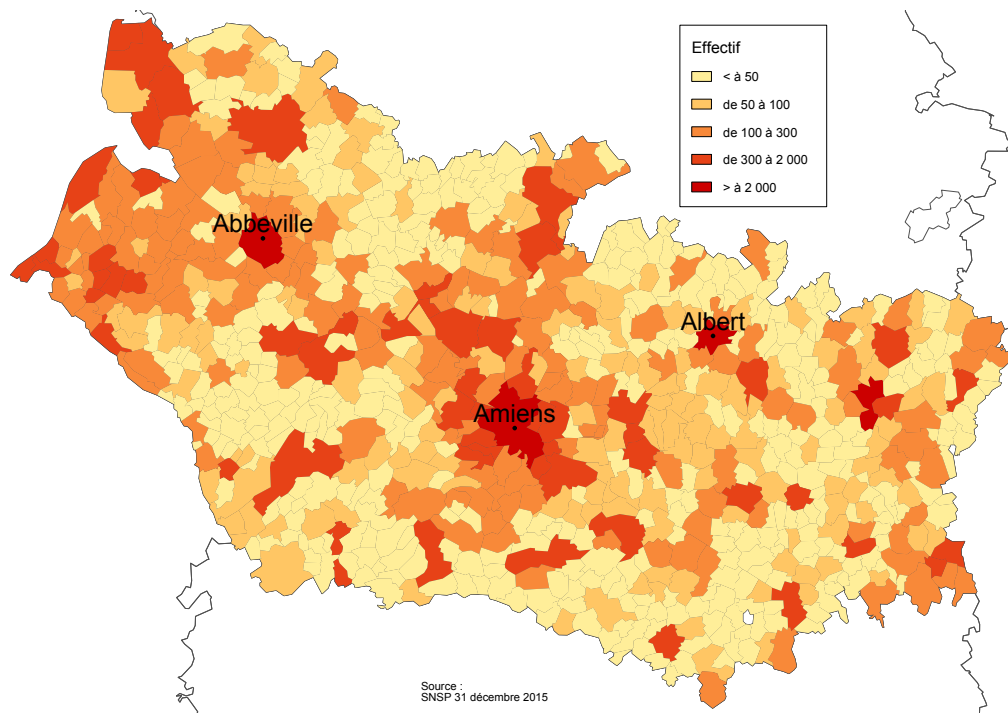 Effectif
< à 50
de 50 à 100
de 100 à 300
de 300 à 2 000
> à 2 000
Abbeville
Albert
Amiens
Source :
SNSP 31 décembre 2015